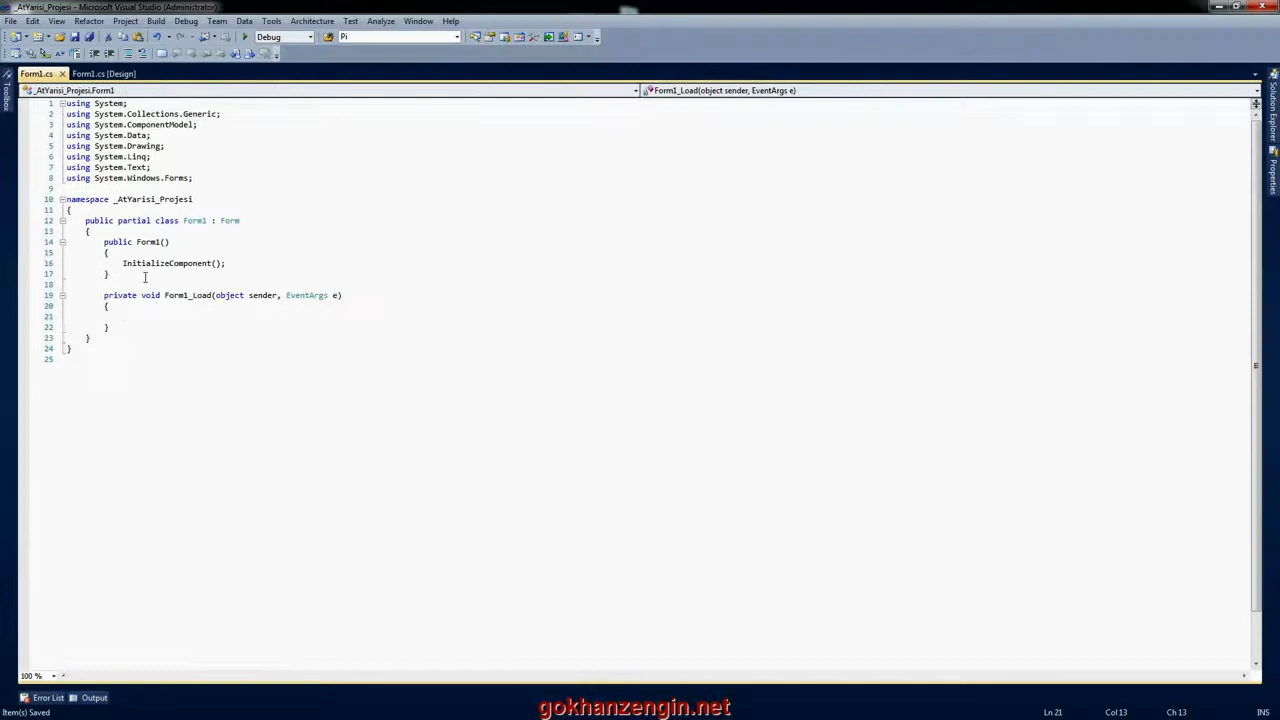 _AtYarisi_Projesi - Microsoft Visual Studio (Administrator)
File Edit View Refactor Project Build Debug Team Data Tools Architecture Test Analyze Window Help
Debug Pi
Form1.cs Form1.cs [Design]
_AtYarisi_Projesi.Form1 Form1_Load(object sender, EventArgs e)
1 using System;
2 using System.Collections.Generic;
3 using System.ComponentModel;
4 using System.Data;
5 using System.Drawing;
6 using System.Linq;
7 using System.Text;
8 using System.Windows.Forms;
9
10 namespace _AtYarisi_Projesi
11 {
12 public partial class Form1 : Form
13 {
14 public Form1()
15 {
16 InitializeComponent();
17 }
18
19 private void Form1_Load(object sender, EventArgs e)
20 {
21
22 }
23 }
24 }
25
Toolbox
Solution Explorer
Properties
100 %
Error List Output
Item(s) Saved Ln 21 Col 13 Ch 13 INS
gokhanzengin.net